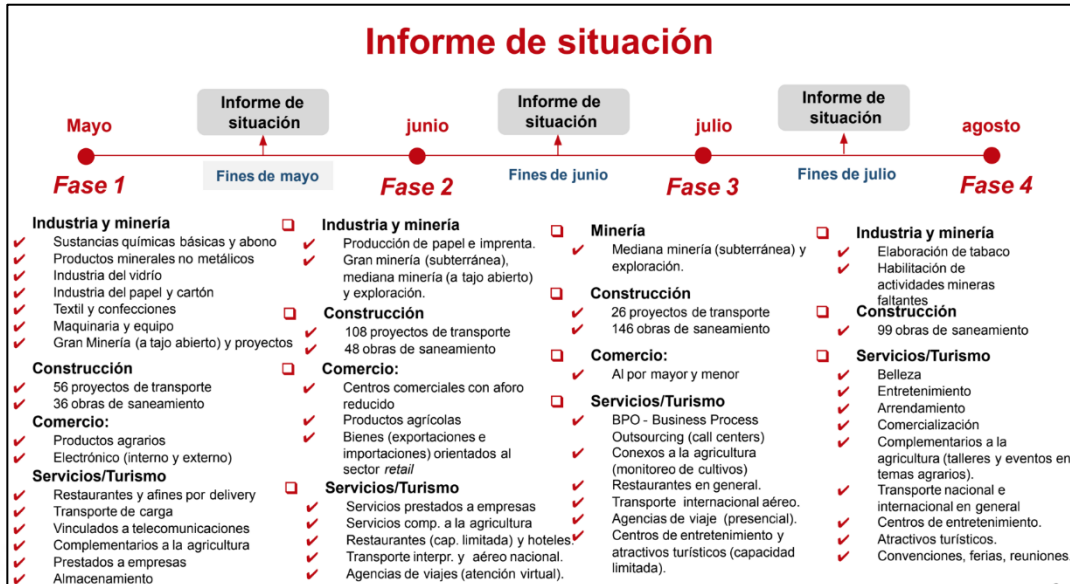 Informe de situación
Mayo
Informe de
situación
junio
Informe de
situación
julio
Informe de
situación
agosto
Fase 1
Fines de mayo
Fase 2
Fines de junio
Fase 3
Fines de julio
Fase 4
Industria y minería
Sustancias químicas básicas y abono
Productos minerales no metálicos
Industria del vidrío
Industria del papel y cartón
Textil y confecciones
Maquinaria y equipo
Gran Minería (a tajo abierto) y proyectos
Construcción
56 proyectos de transporte
36 obras de saneamiento
Comercio:
Productos agrarios
Electrónico (interno y externo)
Servicios/Turismo
Restaurantes y afines por delivery
Transporte de carga
Vinculados a telecomunicaciones
Complementarios a la agricultura
Prestados a empresas
Almacenamiento
Industria y minería
Producción de papel e imprenta.
Gran minería (subterránea),
mediana minería (a tajo abierto)
y exploración.
Construcción
108 proyectos de transporte
48 obras de saneamiento
Comercio:
Centros comerciales con aforo
reducido
Productos agrícolas
Bienes (exportaciones e
importaciones) orientados al
sector retail
Servicios/Turismo
Servicios prestados a empresas
Servicios comp. a la agricultura
Restaurantes (cap. limitada) y hoteles.
Transporte interpr. y aéreo nacional.
Agencias de viajes (atención virtual).
Minería
Mediana minería (subterránea) y
exploración.
Construcción
26 proyectos de transporte
146 obras de saneamiento
Comercio:
Al por mayor y menor
Servicios/Turismo
BPO - Business Process
Outsourcing (call centers)
Conexos a la agricultura
(monitoreo de cultivos)
Restaurantes en general.
Transporte internacional aéreo.
Agencias de viaje (presencial).
Centros de entretenimiento y
atractivos turísticos (capacidad
limitada).
Industria y minería
Elaboración de tabaco
Habilitación de
actividades mineras
faltantes
Construcción
99 obras de saneamiento
Servicios/Turismo
Belleza
Entretenimiento
Arrendamiento
Comercialización
Complementarios a la
agricultura (talleres y eventos en
temas agrarios).
Transporte nacional e
internacional en general
Centros de entretenimiento.
Atractivos turísticos.
Convenciones, ferias, reuniones.